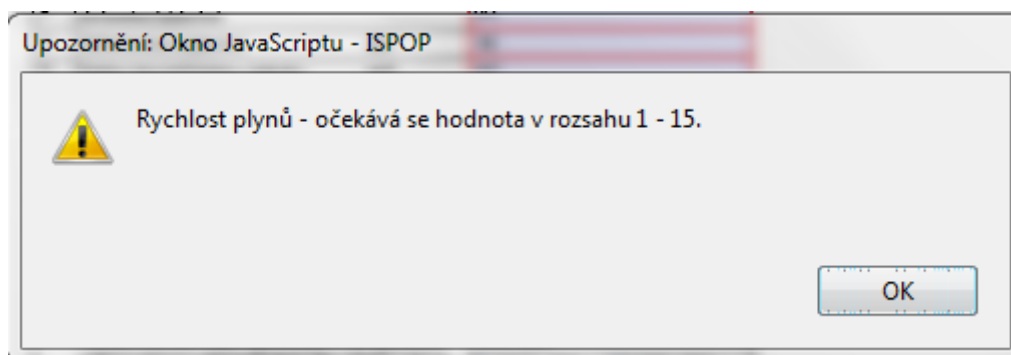 Upozornění: Okno JavaScriptu - ISPOP
Rychlost plynů - očekává se hodnota v rozsahu 1 - 15.
OK